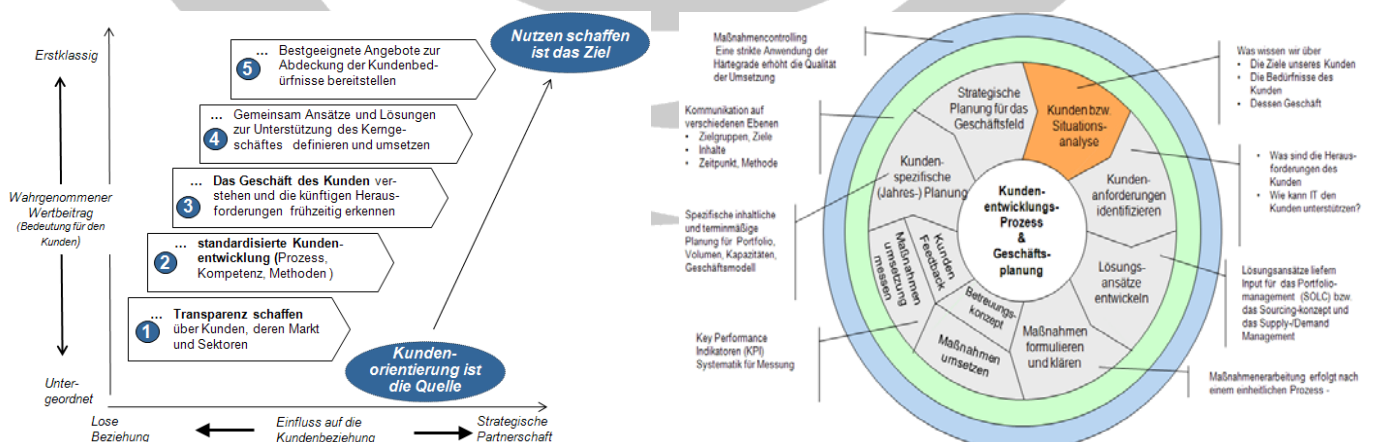 Erstklassig
Wahrgenommener
Wertbeitrag
(Bedeutung für den
Kunden)
Unter-
geordnet
Nutzen schaffen
ist das Ziel
... Bestgeeignete Angebote zur
Abdeckung der Kundenbed-
ürfnisse bereitstellen
5
... Gemeinsam Ansätze und Lösungen
zur Unterstützung des Kernge-
schäftes definieren und umsetzen
4
... Das Geschäft des Kunden ver-
stehen und die künftigen Heraus-
forderungen frühzeitig erkennen
3
... standardisierte Kunden-
entwicklung (Prozess,
Kompetenz, Methoden )
2
... Transparenz schaffen
über Kunden, deren Markt
und Sektoren
1
Kunden-
orientierung ist
die Quelle
Lose
Beziehung
Einfluss auf die
Kundenbeziehung
Strategische
Partnerschaft
Maßnahmencontrolling
Eine strikte Anwendung der
Härtegrade erhöht die Qualität
der Umsetzung
Kommunikation auf
verschiedenen Ebenen
• Zielgruppen, Ziele
• Inhalte
• Zeitpunkt, Methode
Spezifische inhaltliche
und terminmäßige
Planung für Portfolio,
Volumen, Kapazitäten,
Geschäftsmodell
Key Performance
Indikatoren (KPI)
Systematik für Messung
Strategische
Planung für das
Geschäftsfeld
Kunden bzw.
Situations-
analyse
Kunden-
anforderungen
identifizieren
Lösungs-
ansätze
entwickeln
Maßnahmen
formulieren
und klären
Betreuungs-
konzept
Maßnahmen
umsetzen
Kunden
Feedback
Maßnahmen
umsetzung
messen
Kunden-
spezifische
(Jahres-) Planung
Kunden-
entwicklungs-
Prozess
&
Geschäfts-
planung
Was wissen wir über
• Die Ziele unseres Kunden
• Die Bedürfnisse des
Kunden
• Dessen Geschäft
• Was sind die Heraus-
forderungen des
Kunden
• Wie kann IT den
Kunden unterstützen?
Lösungsansätze liefern
Input für das Portfolio-
management (SOLC) bzw.
das Sourcing-konzept und
das Supply-/Demand
Management
Maßnahmenerarbeitung erfolgt nach
einem einheitlichen Prozess -